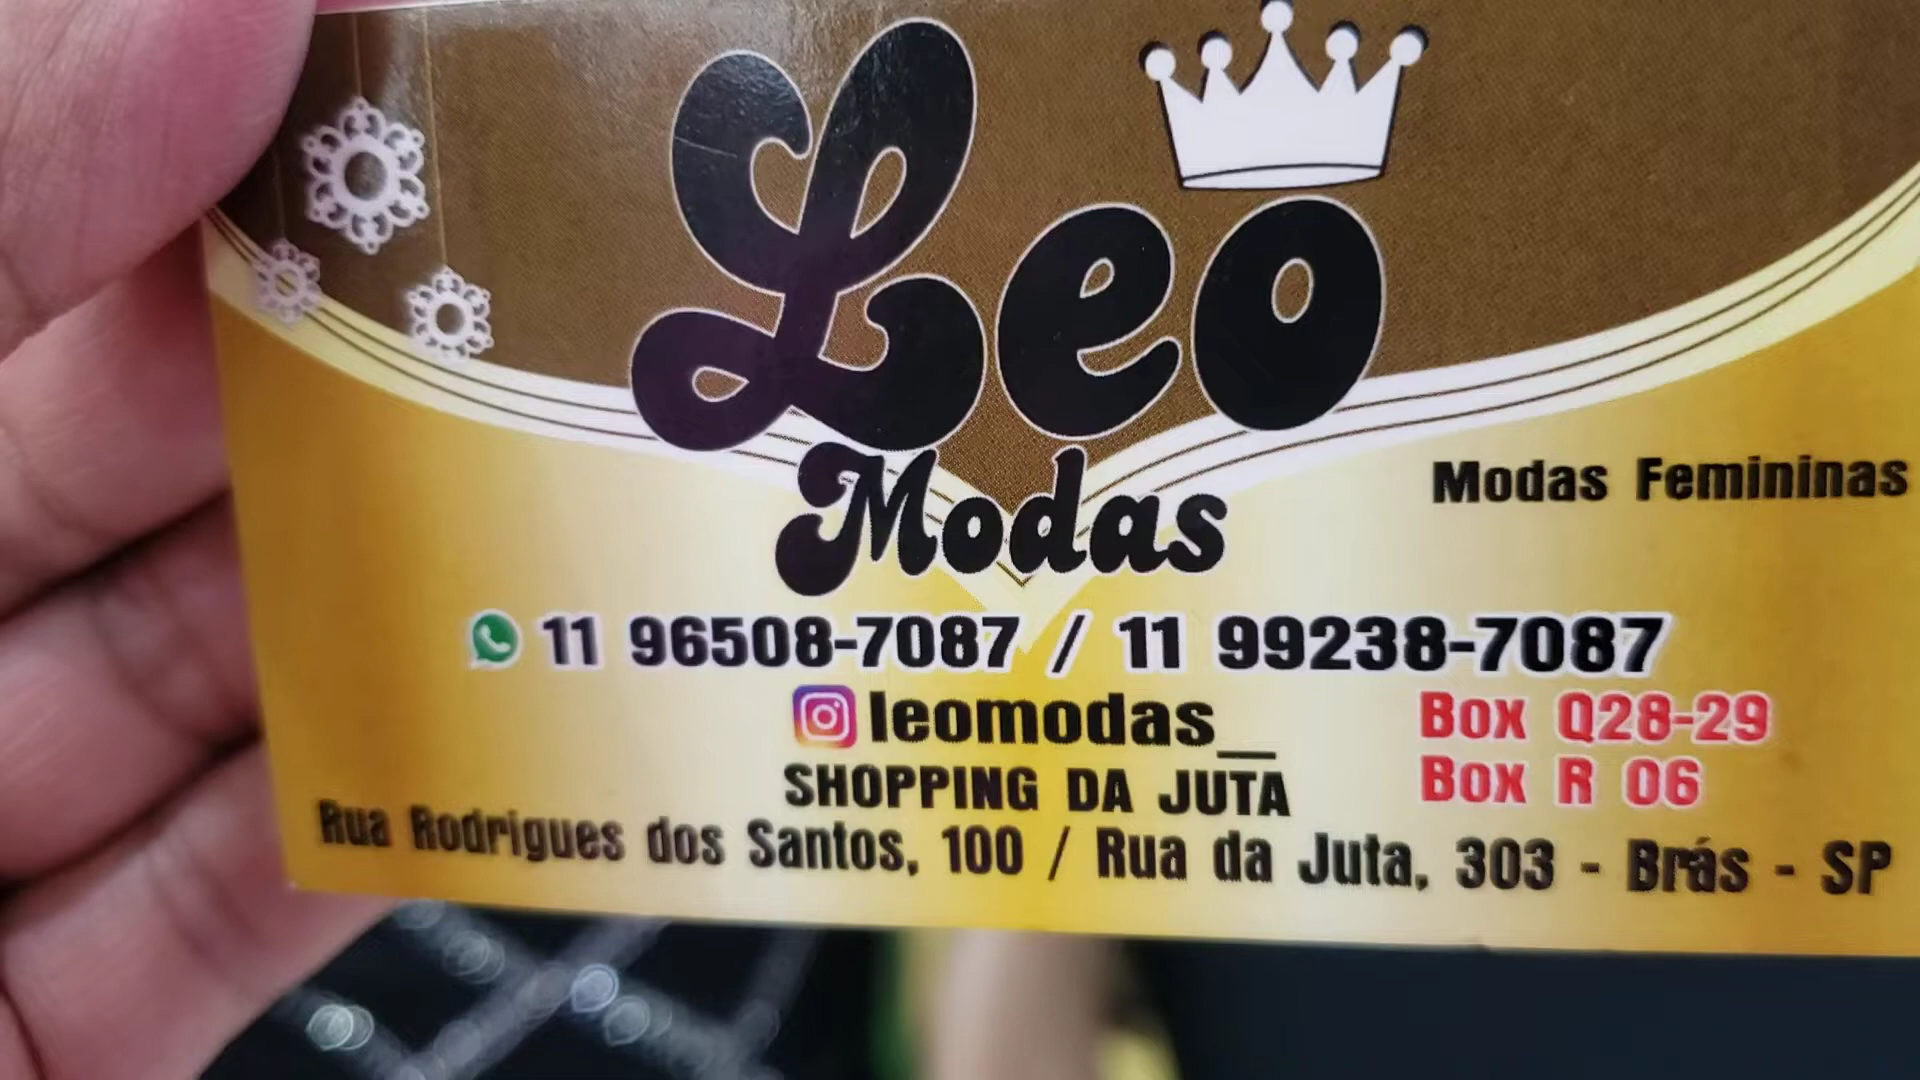 Leo
Modas
Modas Femininas
11 96508-7087 / 11 99238-7087
leomodas__
Box Q28-29
SHOPPING DA JUTA
Box R 06
Rua Rodrigues dos Santos, 100 / Rua da Juta, 303 - Brás - SP